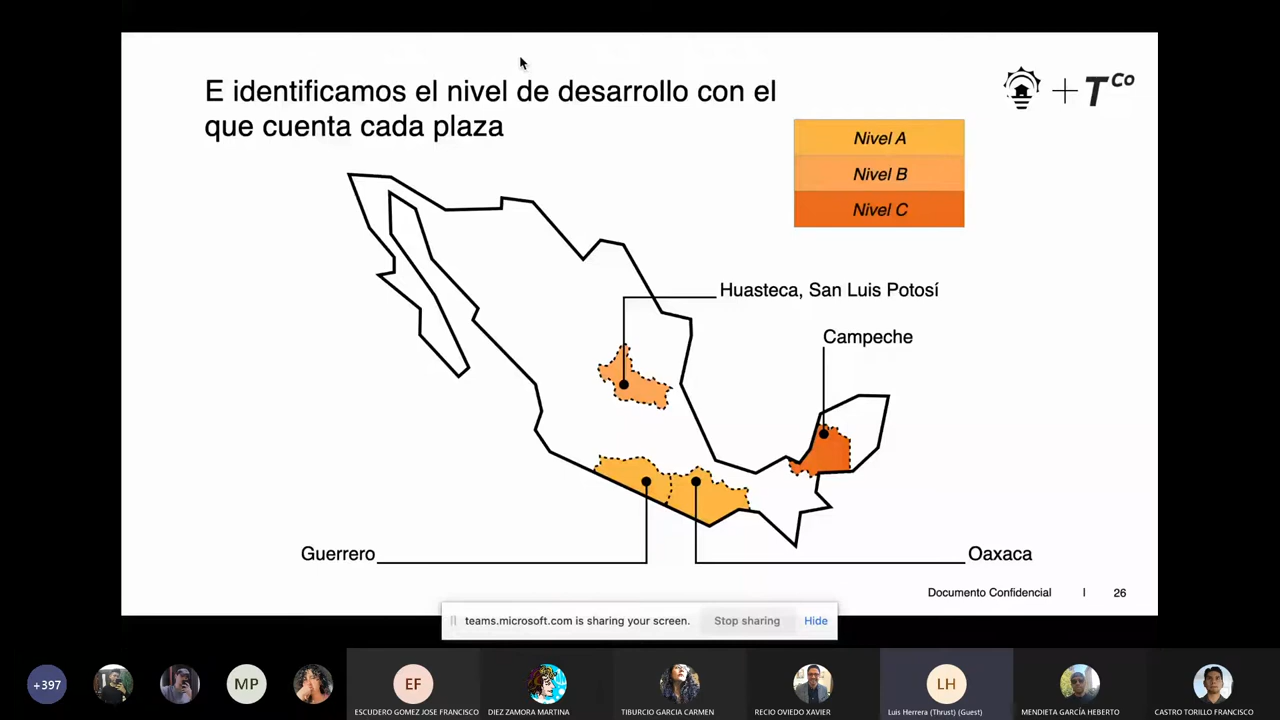 E identificamos el nivel de desarrollo con el
que cuenta cada plaza
+ T Co
Nivel A
Nivel B
Nivel C
Huasteca, San Luis Potosí
Campeche
Guerrero
Oaxaca
Documento Confidencial | 26
teams.microsoft.com is sharing your screen. Stop sharing Hide
+397 MP EF LH
ESCUDERO GOMEZ JOSE FRANCISCO DIEZ ZAMORA MARTINA TIBURCIO GARCIA CARMEN RECIO OVIEDO XAVIER Luis Herrera (Thrust) (Guest) MENDIETA GARCÍA HEBERTO CASTRO TORILLO FRANCISCO